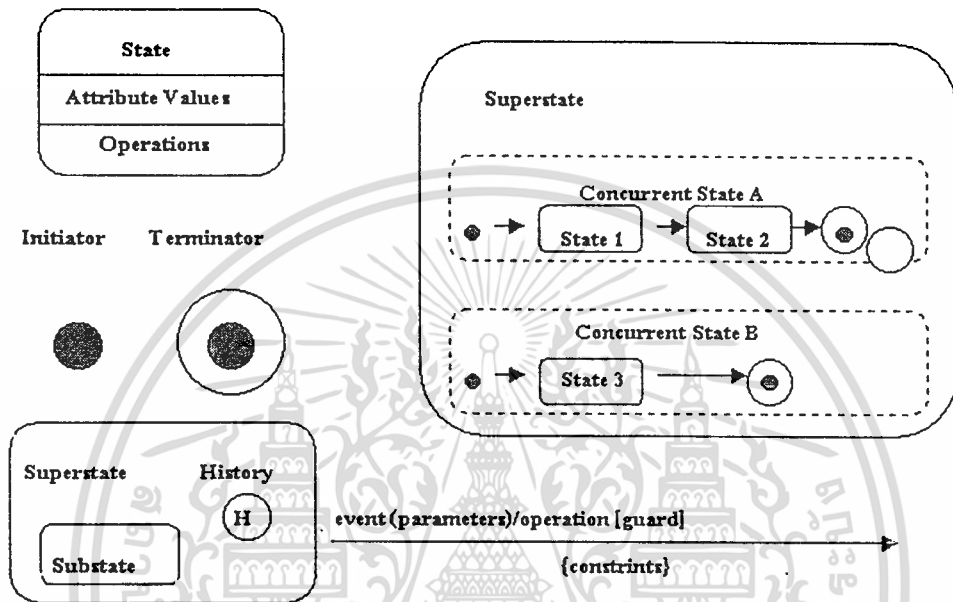 State
Attribute Values
Operations
Initiator
Terminator
Superstate
Concurrent State A
State 1
State 2
Concurrent State B
State 3
Superstate
History
H
Substate
event (parameters)/operation [guard]
{constrints}